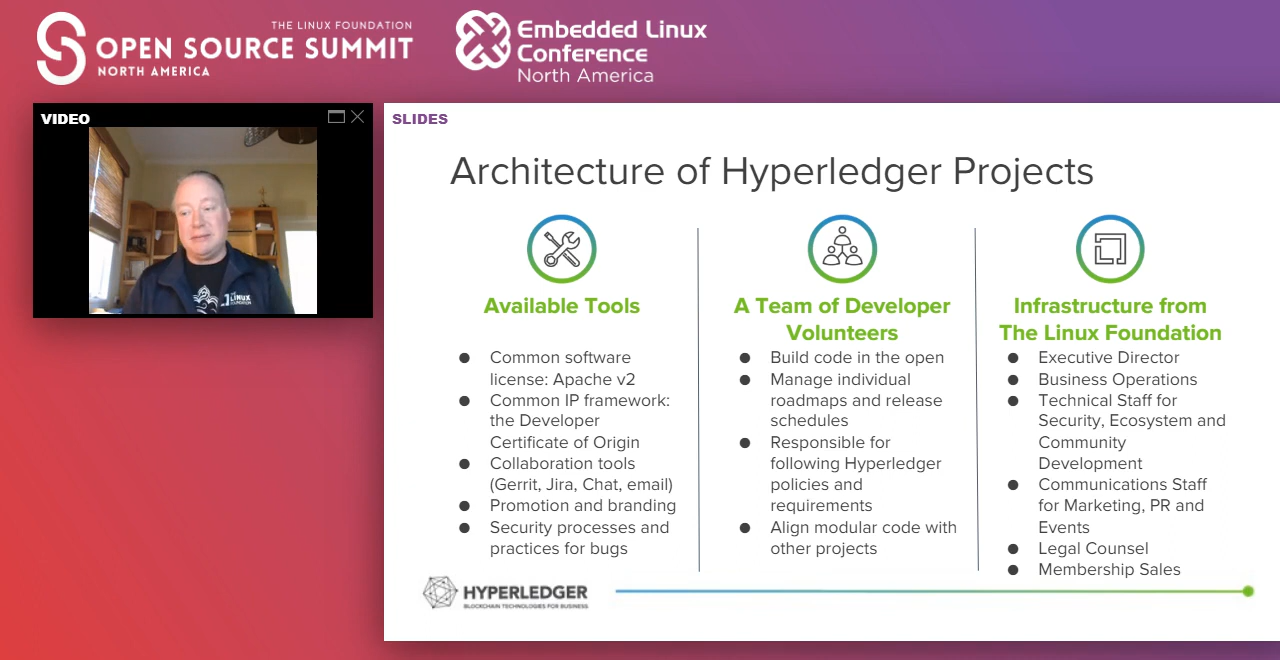 THE LINUX FOUNDATION
OPEN SOURCE SUMMIT
NORTH AMERICA
Embedded Linux
Conference
North America
VIDEO
THE
LINUX
FOUNDATION
SLIDES
Architecture of Hyperledger Projects
Available Tools
● Common software
license: Apache v2
● Common IP framework:
the Developer
Certificate of Origin
● Collaboration tools
(Gerrit, Jira, Chat, email)
● Promotion and branding
● Security processes and
practices for bugs
A Team of Developer
Volunteers
● Build code in the open
● Manage individual
roadmaps and release
schedules
● Responsible for
following Hyperledger
policies and
requirements
● Align modular code with
other projects
Infrastructure from
The Linux Foundation
● Executive Director
● Business Operations
● Technical Staff for
Security, Ecosystem and
Community
Development
● Communications Staff
for Marketing, PR and
Events
● Legal Counsel
● Membership Sales
HYPERLEDGER
BLOCKCHAIN TECHNOLOGIES FOR BUSINESS